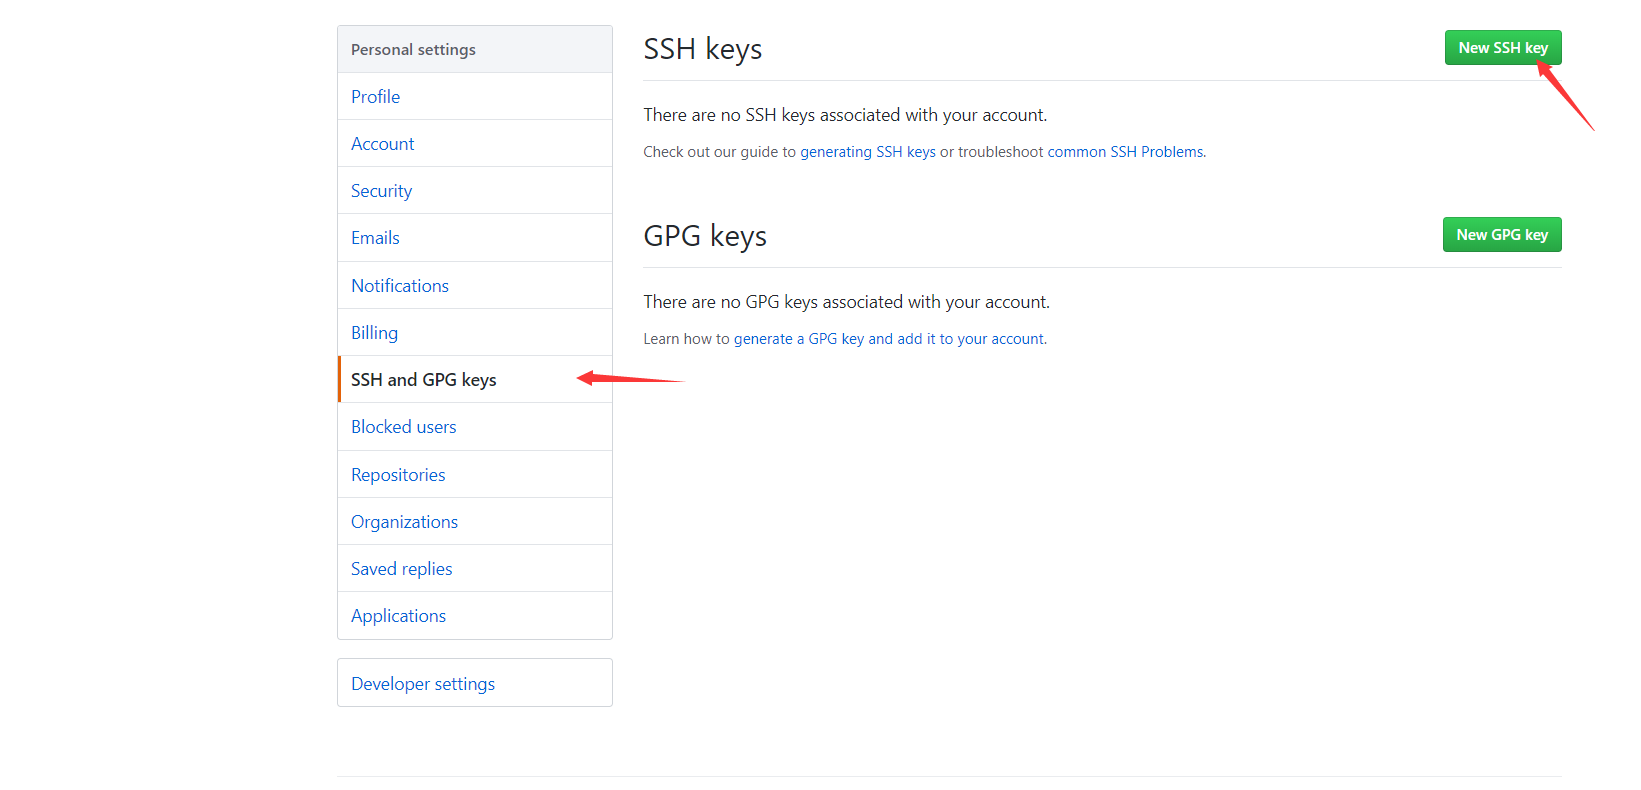 Personal settings
Profile
Account
Security
Emails
Notifications
Billing
SSH and GPG keys
Blocked users
Repositories
Organizations
Saved replies
Applications
Developer settings
SSH keys
New SSH key
There are no SSH keys associated with your account.
Check out our guide to generating SSH keys or troubleshoot common SSH Problems.
GPG keys
New GPG key
There are no GPG keys associated with your account.
Learn how to generate a GPG key and add it to your account.